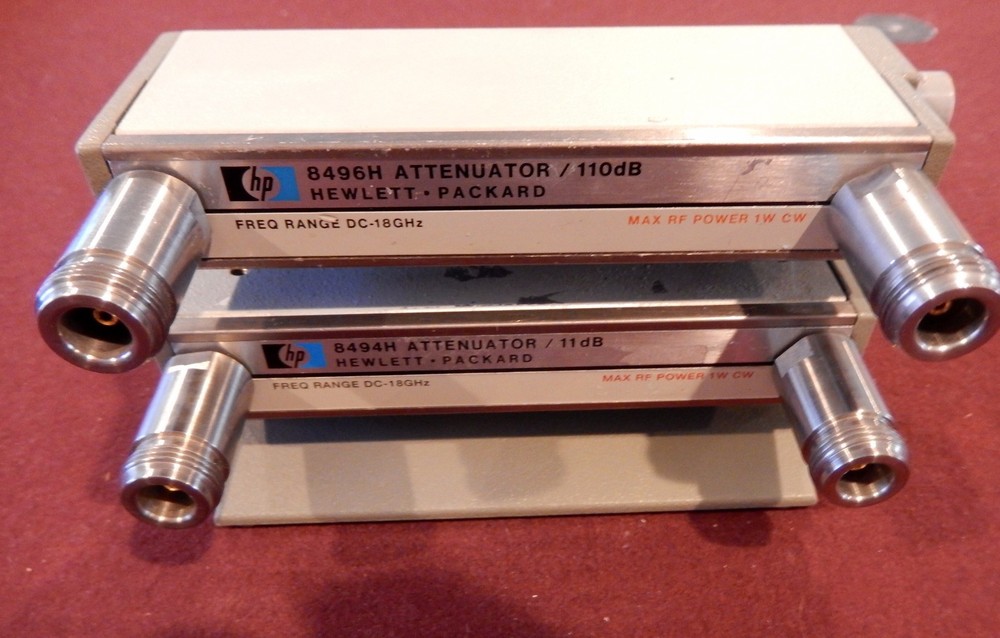 hp 8496H ATTENUATOR / 110dB
HEWLETT • PACKARD
FREQ RANGE DC-18GHz MAX RF POWER 1W CW
hp 8494H ATTENUATOR / 11dB
HEWLETT • PACKARD
FREQ RANGE DC-18GHz MAX RF POWER 1W CW